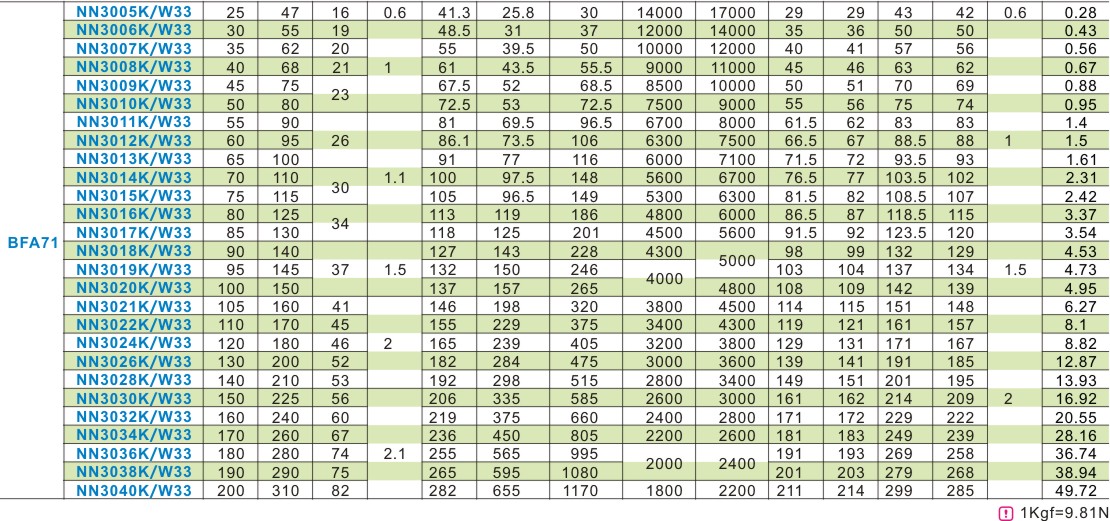 NN3005K/W33 25 47 16 0.6 41.3 25.8 30 14000 17000 29 29 43 42 0.6 0.28
NN3006K/W33 30 55 19 48.5 31 37 12000 14000 35 36 50 50 0.43
NN3007K/W33 35 62 20 55 39.5 50 10000 12000 40 41 57 56 0.56
NN3008K/W33 40 68 21 1 61 43.5 55.5 9000 11000 45 46 63 62 0.67
NN3009K/W33 45 75 23 67.5 52 68.5 8500 10000 50 51 70 69 0.88
NN3010K/W33 50 80 72.5 53 72.5 7500 9000 55 56 75 74 0.95
NN3011K/W33 55 90 81 69.5 96.5 6700 8000 61.5 62 83 83 1.4
NN3012K/W33 60 95 26 86.1 73.5 106 6300 7500 66.5 67 88.5 88 1 1.5
NN3013K/W33 65 100 91 77 116 6000 7100 71.5 72 93.5 93 1.61
NN3014K/W33 70 110 30 1.1 100 97.5 148 5600 6700 76.5 77 103.5 102 2.31
NN3015K/W33 75 115 105 96.5 149 5300 6300 81.5 82 108.5 107 2.42
NN3016K/W33 80 125 34 113 119 186 4800 6000 86.5 87 118.5 115 3.37
NN3017K/W33 85 130 118 125 201 4500 5600 91.5 92 123.5 120 3.54
BFA71
NN3018K/W33 90 140 127 143 228 4300 5000 98 99 132 129 4.53
NN3019K/W33 95 145 37 1.5 132 150 246 4000 103 104 137 134 1.5 4.73
NN3020K/W33 100 150 137 157 265 4800 108 109 142 139 4.95
NN3021K/W33 105 160 41 146 198 320 3800 4500 114 115 151 148 6.27
NN3022K/W33 110 170 45 155 229 375 3400 4300 119 121 161 157 8.1
NN3024K/W33 120 180 46 2 165 239 405 3200 3800 129 131 171 167 8.82
NN3026K/W33 130 200 52 182 284 475 3000 3600 139 141 191 185 12.87
NN3028K/W33 140 210 53 192 298 515 2800 3400 149 151 201 195 13.93
NN3030K/W33 150 225 56 206 335 585 2600 3000 161 162 214 209 2 16.92
NN3032K/W33 160 240 60 219 375 660 2400 2800 171 172 229 222 20.55
NN3034K/W33 170 260 67 236 450 805 2200 2600 181 183 249 239 28.16
NN3036K/W33 180 280 74 2.1 255 565 995 2000 2400 191 193 269 258 36.74
NN3038K/W33 190 290 75 265 595 1080 201 203 279 268 38.94
NN3040K/W33 200 310 82 282 655 1170 1800 2200 211 214 299 285 49.72
! 1Kgf=9.81N